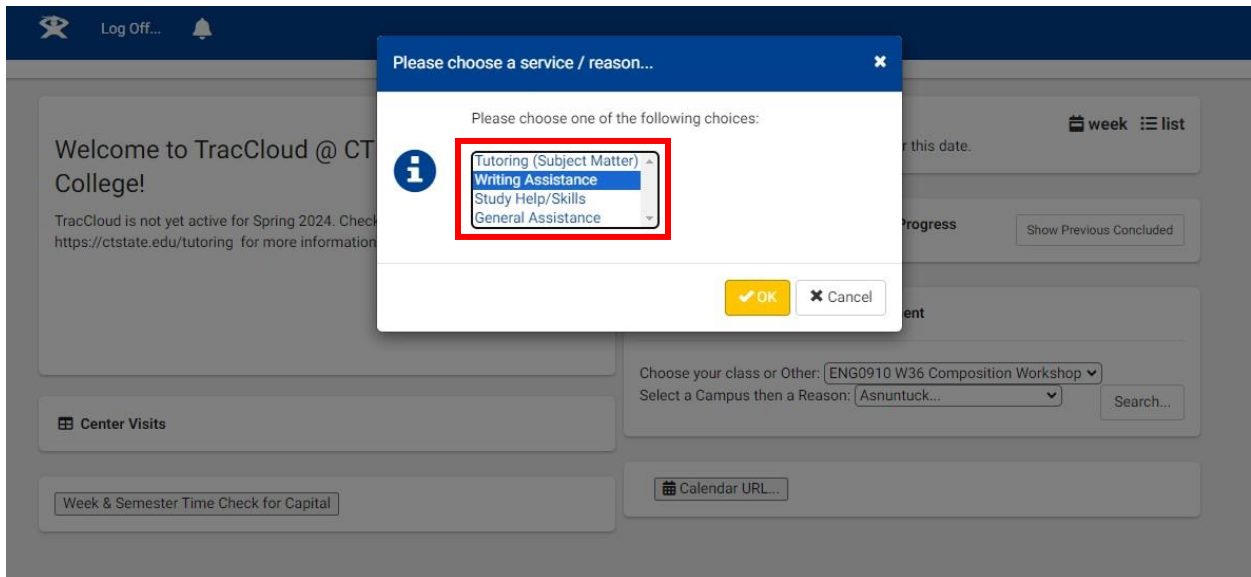 Log Off...
Please choose a service / reason...
Please choose one of the following choices:
Tutoring (Subject Matter)
Writing Assistance
Study Help/Skills
General Assistance
OK
Cancel
Welcome to TracCloud @ CT
College!
TracCloud is not yet active for Spring 2024. Check
https://ctstate.edu/tutoring for more information
Center Visits
Week & Semester Time Check for Capital
week list
this date.
Progress
Show Previous Concluded
ent
Choose your class or Other: ENG0910 W36 Composition Workshop
Select a Campus then a Reason: Asnuntuck...
Search...
Calendar URL...